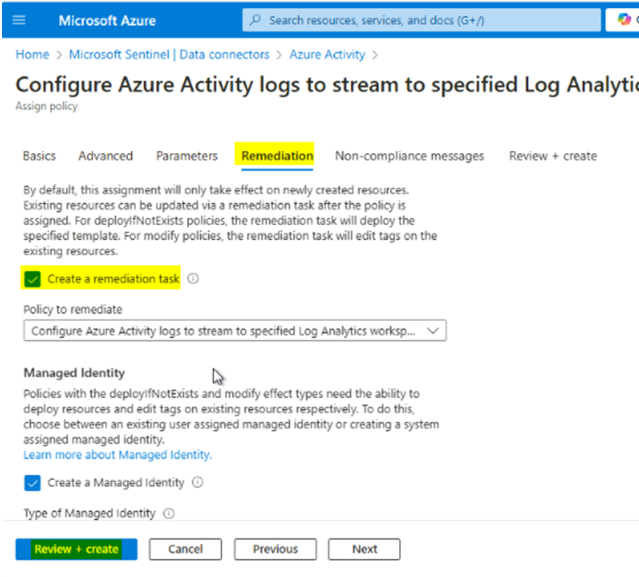 Microsoft Azure
Search resources, services, and docs (G+/)
Home > Microsoft Sentinel | Data connectors > Azure Activity >
Configure Azure Activity logs to stream to specified Log
Assign policy
Basics Advanced Parameters Remediation Non-compliance messages Review + create
By default, this assignment will only take effect on newly created resources.
Existing resources can be updated via a remediation task after the policy is
assigned. For deployIfNotExists policies, the remediation task will deploy the
specified template. For modify policies, the remediation task will edit tags on the
existing resources.
Create a remediation task
Policy to remediate
Configure Azure Activity logs to stream to specified Log Analytics worksp...
Managed Identity
Policies with the deployIfNotExists and modify effect types need the ability to
deploy resources and edit tags on existing resources respectively. To do this,
choose between an existing user assigned managed identity or creating a system
assigned managed identity.
Learn more about Managed Identity.
Create a Managed Identity
Type of Managed Identity
Review + create Cancel Previous Next